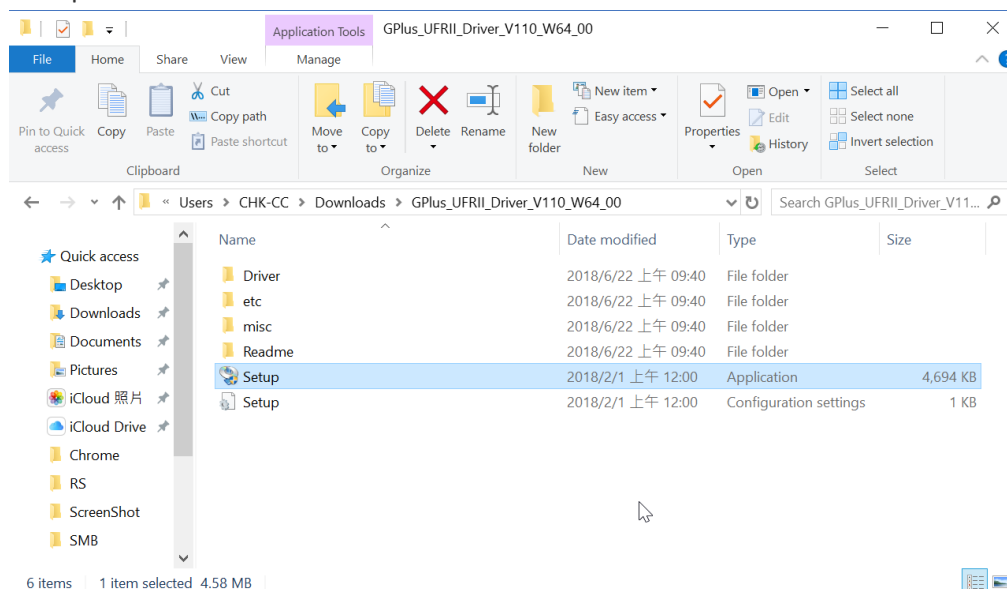 Application Tools GPlus_UFRII_Driver_V110_W64_00
File Home Share View Manage
Pin to Quick access
Copy
Paste
Cut
Copy path
Paste shortcut
Move to
Copy to
Delete
Rename
New folder
New item
Easy access
Properties
Open
Edit
History
Select all
Select none
Invert selection
Clipboard Organize New Open Select
« Users > CHK-CC > Downloads > GPlus_UFRII_Driver_V110_W64_00 Search GPlus_UFRII_Driver_V11...
Name Date modified Type Size
Quick access
Desktop
Downloads
Documents
Pictures
iCloud 照片
iCloud Drive
Chrome
RS
ScreenShot
SMB
Driver 2018/6/22 上午 09:40 File folder
etc 2018/6/22 上午 09:40 File folder
misc 2018/6/22 上午 09:40 File folder
Readme 2018/6/22 上午 09:40 File folder
Setup 2018/2/1 上午 12:00 Application 4,694 KB
Setup 2018/2/1 上午 12:00 Configuration settings 1 KB
6 items 1 item selected 4.58 MB